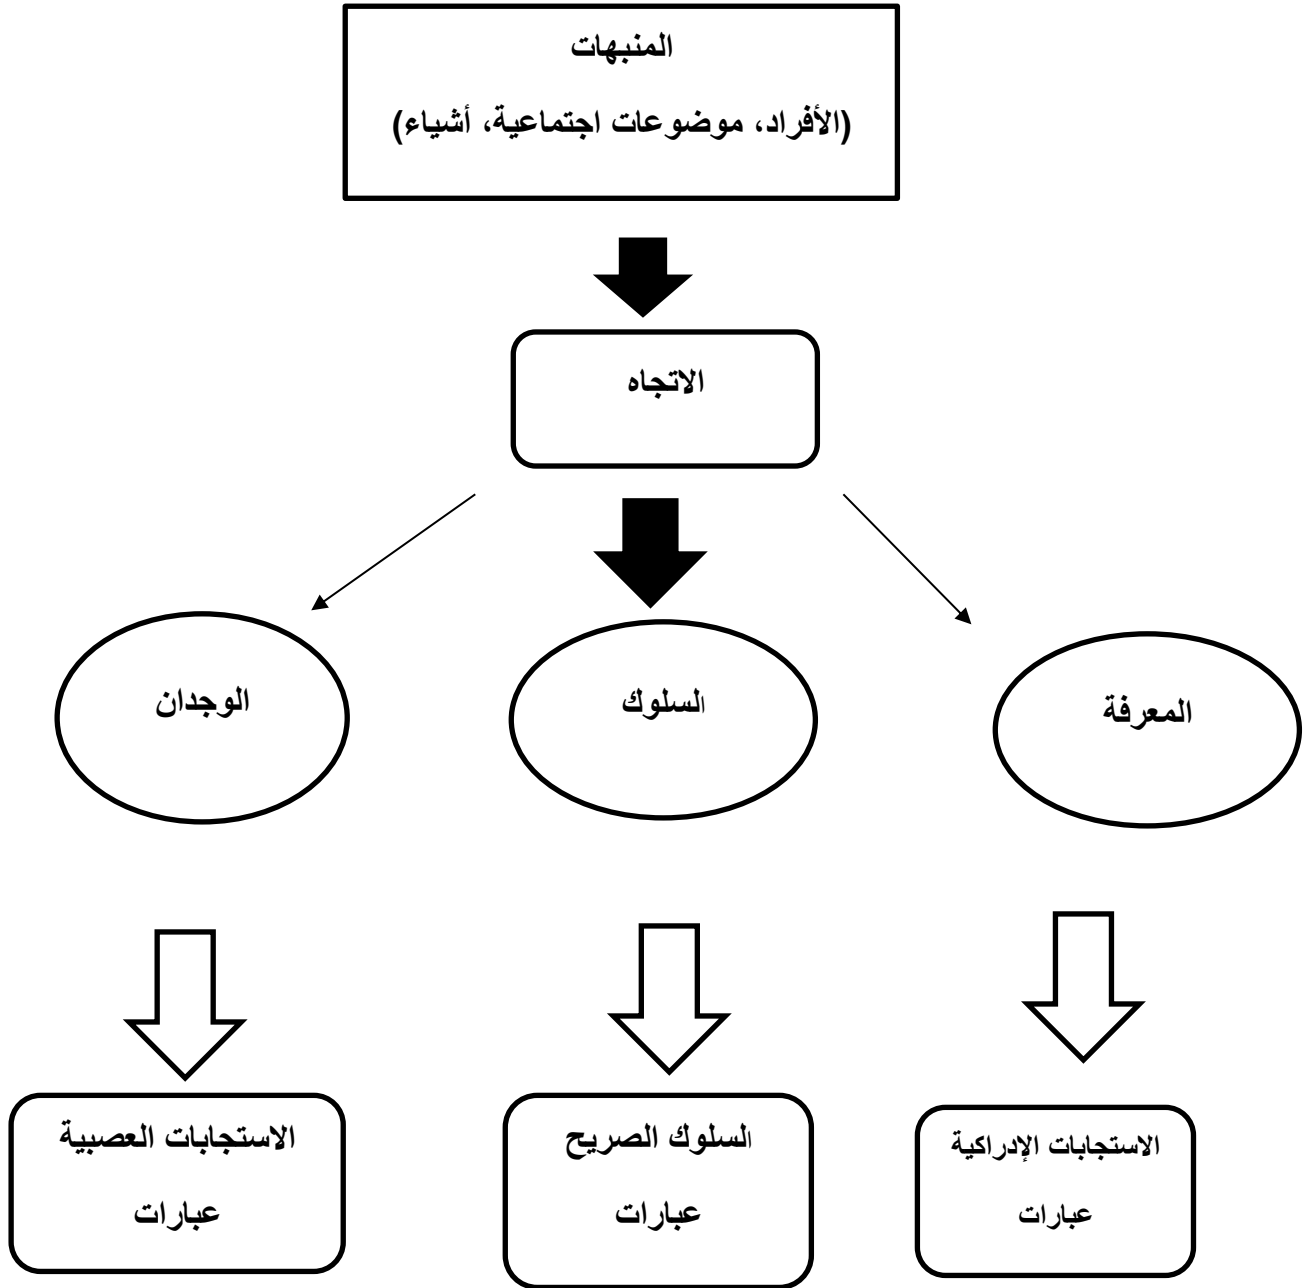 المنبهات
(الأفراد، موضوعات اجتماعية، أشياء)
الاتجاه
المعرفة
السلوك
الوجدان
الاستجابات الإدراكية
عبارات
السلوك الصريح
عبارات
الاستجابات العصبية
عبارات